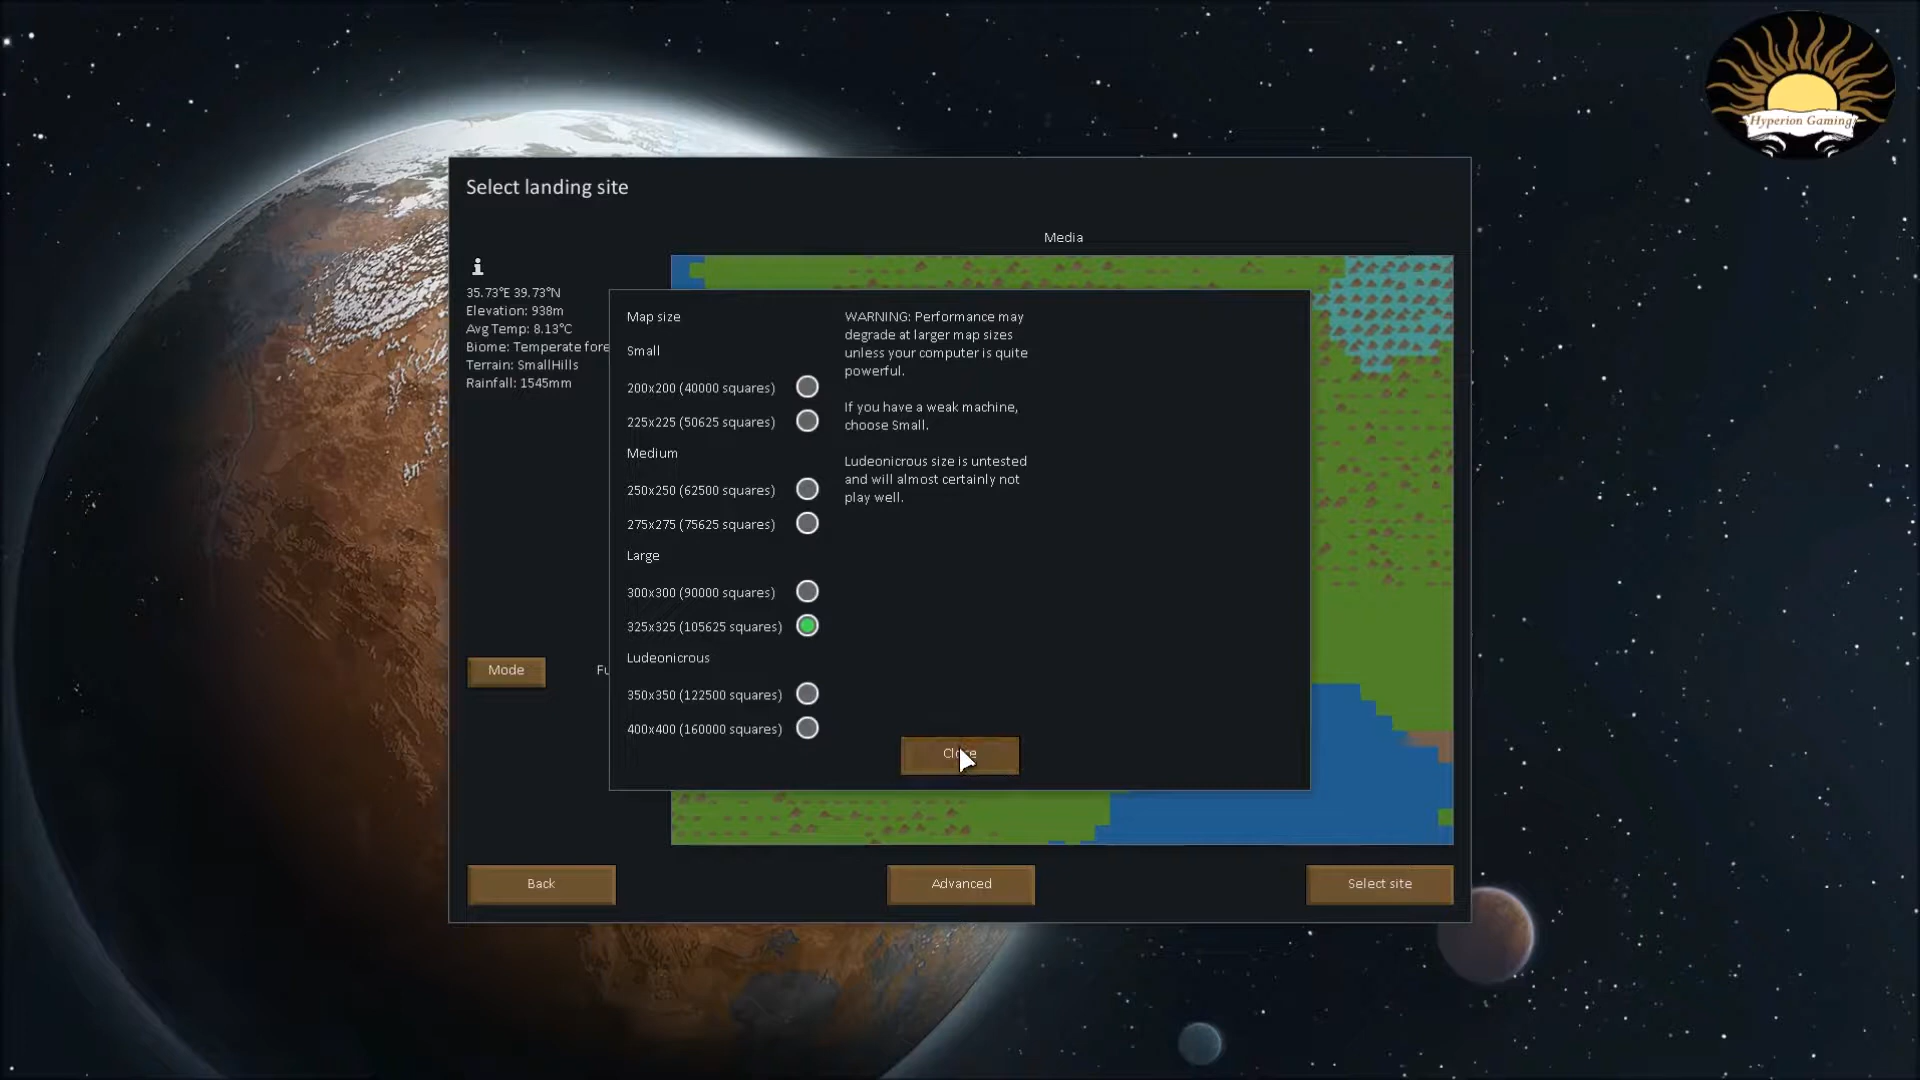 Hyperion Gaming
Select landing site
Media
35.73°E 39.73°N
Elevation: 938m
Avg Temp: 8.13°C
Biome: Temperate fore
Terrain: SmallHills
Rainfall: 1545mm
Map size
Small
200x200 (40000 squares)
225x225 (50625 squares)
Medium
250x250 (62500 squares)
275x275 (75625 squares)
Large
300x300 (90000 squares)
325x325 (105625 squares)
Ludeonicrous
350x350 (122500 squares)
400x400 (160000 squares)
WARNING: Performance may
degrade at larger map sizes
unless your computer is quite
powerful.
If you have a weak machine,
choose Small.
Ludeonicrous size is untested
and will almost certainly not
play well.
Mode
Fu
Close
Back
Advanced
Select site